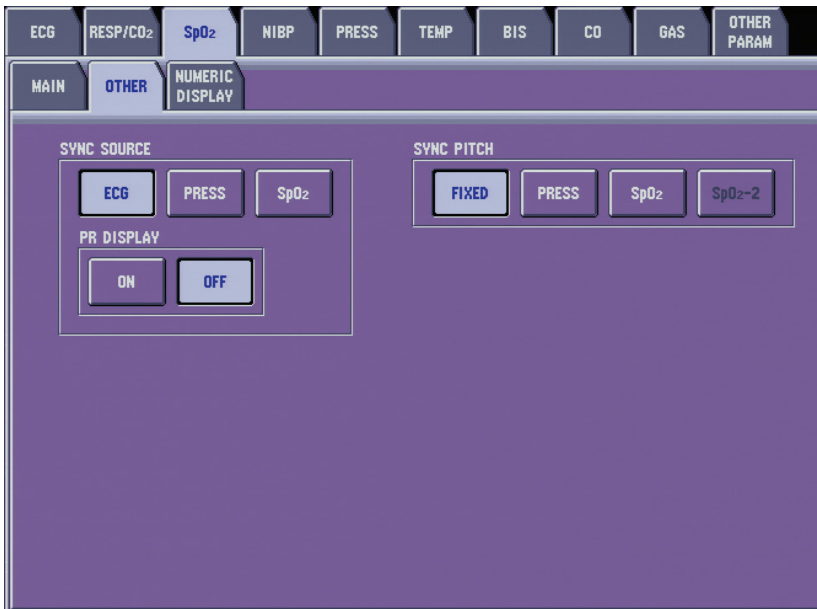 ECG RESP/CO₂ SpO₂ NIBP PRESS TEMP BIS CO GAS OTHER PARAM
MAIN OTHER NUMERIC DISPLAY
SYNC SOURCE
ECG PRESS SpO₂
PR DISPLAY
ON OFF
SYNC PITCH
FIXED PRESS SpO₂ SpO₂-2